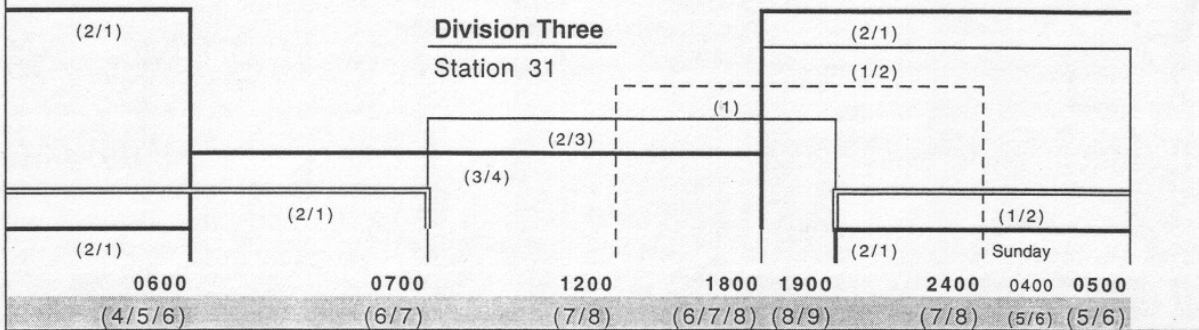 (2/1)
Division Three
(2/1)
Station 31
(1/2)
(1)
(2/3)
(3/4)
(2/1)
(1/2)
(2/1)
(2/1)
Sunday
0600 0700 1200 1800 1900 2400 0400 0500
(4/5/6) (6/7) (7/8) (6/7/8) (8/9) (7/8) (5/6) (5/6)